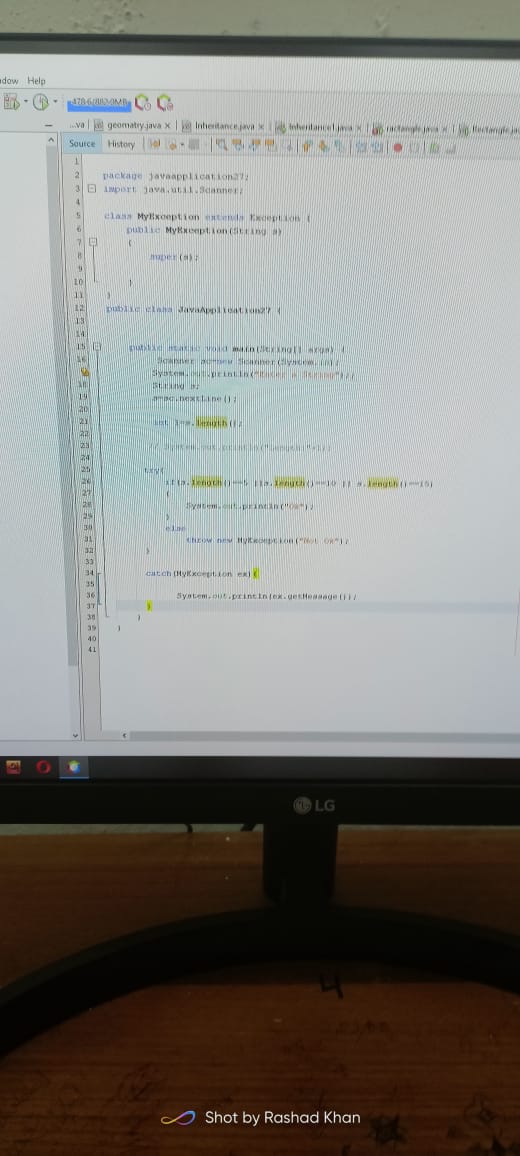 dow Help
478.6/882.0MB
...va geometry.java × Inheritance.java × Inheritance1.java × ractangle.java × Rectangle.ja
Source History
1
2 package javaapplication27;
3 import java.util.Scanner;
4
5 class MyException extends Exception {
6 public MyException(String s)
7 {
8 super(s);
9
10 }
11 }
12 public class JavaApplication27 {
13
14
15 public static void main(String[] args) {
16 Scanner sc=new Scanner(System.in);
System.out.println("Enter a String");
18 String s;
19 s=sc.nextLine();
20
21 int l=s.length();
22
23 // System.out.println("Length:"+l);
24
25 try{
26 if(s.length()==5 ||s.length()==10 || s.length()==15)
27 {
28 System.out.println("Ok");
29 }
30 else
31 throw new MyException("Not Ok");
32 }
33
34 catch(MyException ex){
35
36 System.out.println(ex.getMessage());
37 }
38 }
39 }
40
41
LG
4
Shot by Rashad Khan